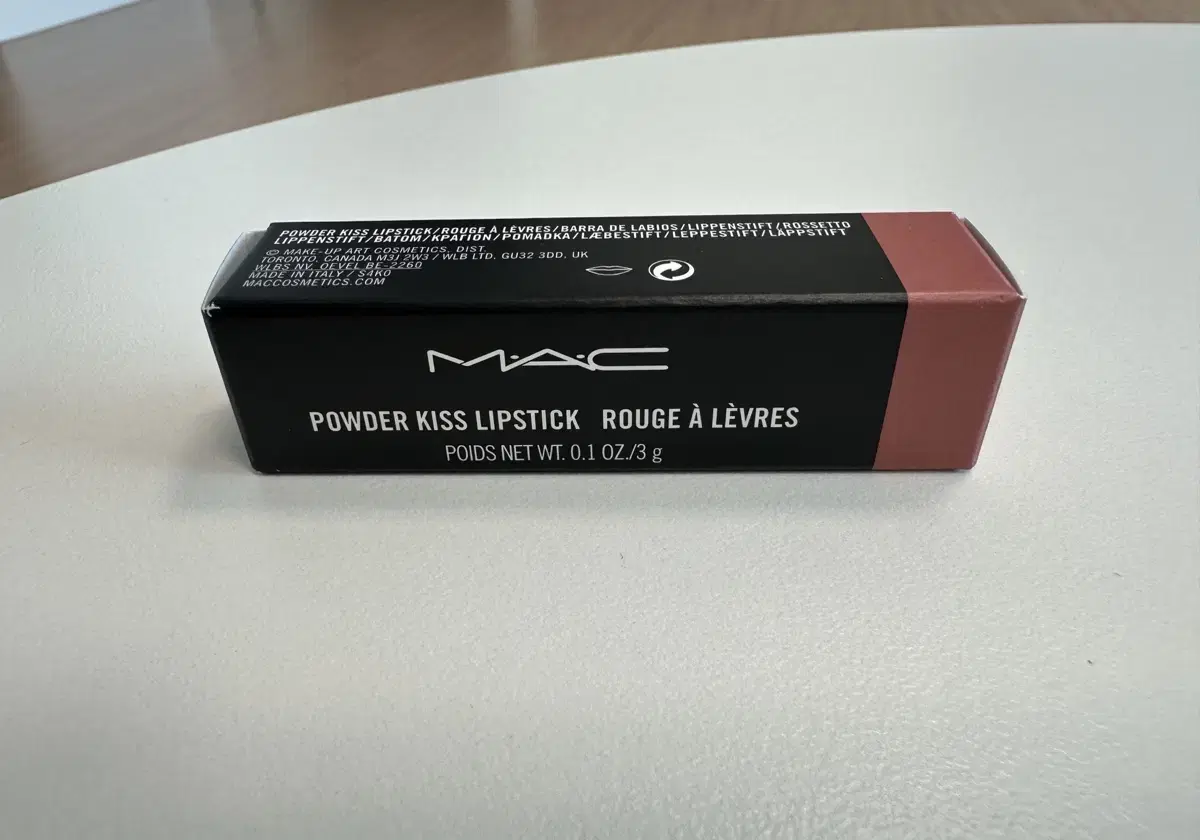 POWDER KISS LIPSTICK/ROUGE À LÈVRES/BARRA DE LABIOS/LIPPENSTIFT/ROSSETTO
LIPPENSTIFT/BATOM/КРАΓΙΟΝ/POMADKA/LÆBESTIFT/LEPPESTIFT/LÄPPSTIFT
© MAKE-UP ART COSMETICS, DIST.
TORONTO, CANADA M3J 2W3 / WLB LTD. GU32 3DD, UK
WLBS NV, OEVEL BE-2260
MADE IN ITALY / S4K0
MACCOSMETICS.COM
M·A·C
POWDER KISS LIPSTICK ROUGE À LÈVRES
POIDS NET WT. 0.1 OZ./3 g